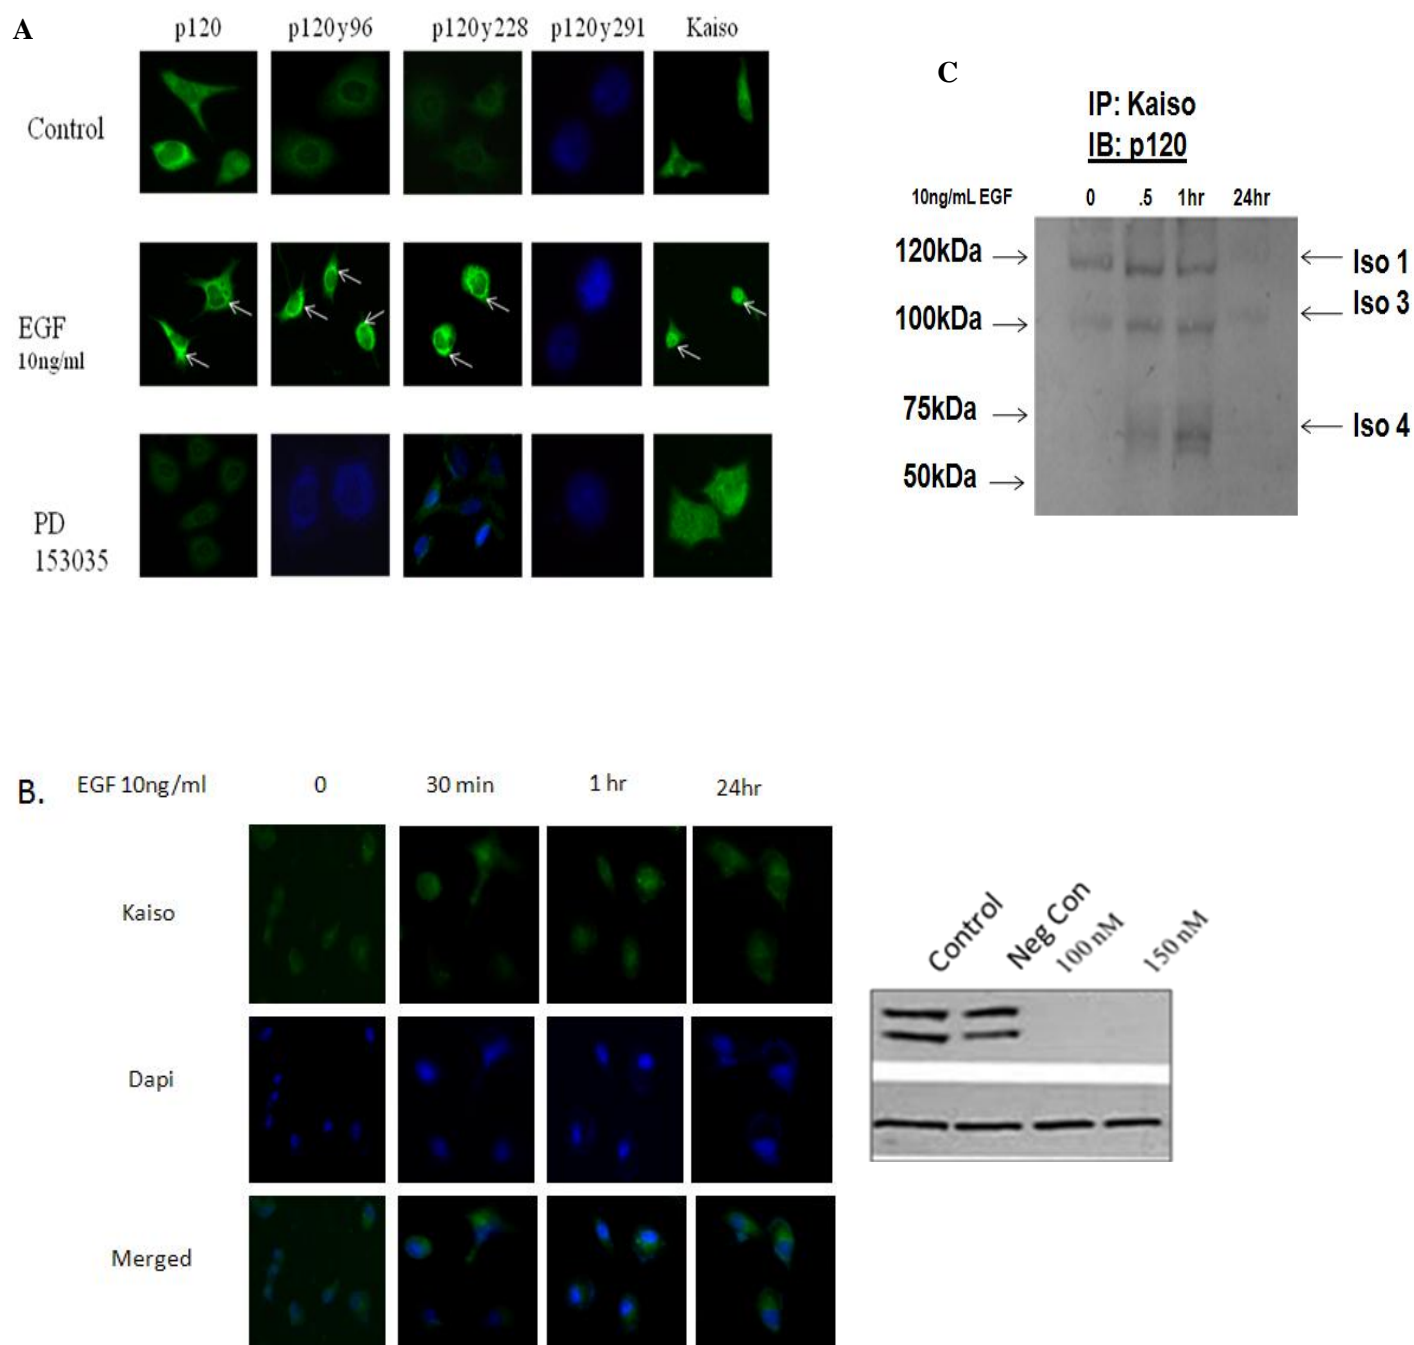 A
p120 p120y96 p120y228 p120y291 Kaiso
Control
EGF
10ng/ml
PD
153035
C
IP: Kaiso
IB: p120
10ng/mL EGF 0 .5 1hr 24hr
120kDa
100kDa
75kDa
50kDa
Iso 1
Iso 3
Iso 4
B.
EGF 10ng/ml 0 30 min 1 hr 24hr
Kaiso
Dapi
Merged
Control Neg Con 100 nM 150 nM